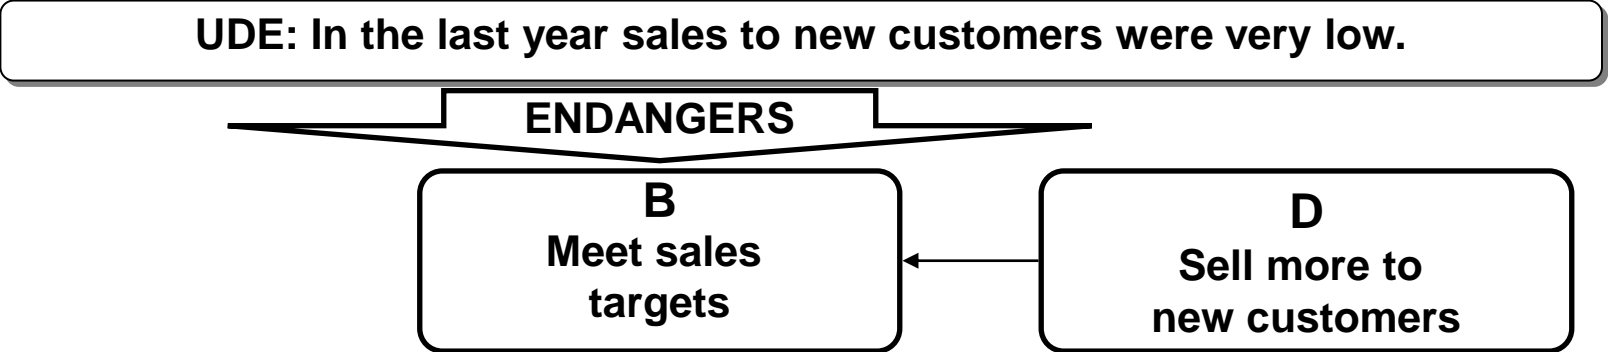 UDE: In the last year sales to new customers were very low.
ENDANGERS
B
Meet sales
targets
D
Sell more to
new customers